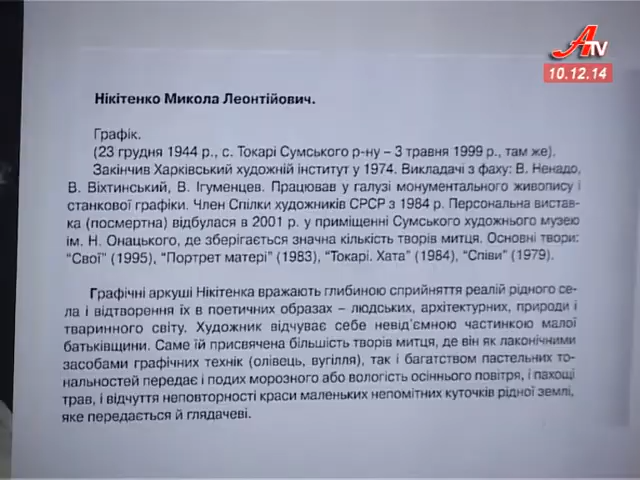 ATV
10.12.14
Нікітенко Микола Леонтійович.
Графік.
(23 грудня 1944 р., с. Токарі Сумського р-ну – 3 травня 1999 р., там же).
Закінчив Харківський художній інститут у 1974. Викладачі з фаху: В. Ненадо,
В. Віхтинський, В. Ігуменцев. Працював у галузі монументального живопису і
станкової графіки. Член Спілки художників СРСР з 1984 р. Персональна вистав-
ка (посмертна) відбулася в 2001 р. у приміщенні Сумського художнього музею
ім. Н. Онацького, де зберігається значна кількість творів митця. Основні твори:
“Свої” (1995), “Портрет матері” (1983), “Токарі. Хата” (1984), “Співи” (1979).
Графічні аркуші Нікітенка вражають глибиною сприйняття реалій рідного се-
ла і відтворення їх в поетичних образах – людських, архітектурних, природи і
тваринного світу. Художник відчуває себе невід’ємною частинкою малої
батьківщини. Саме їй присвячена більшість творів митця, де він як лаконічними
засобами графічних технік (олівець, вугілля), так і багатством пастельних то-
нальностей передає і подих морозного або вологість осіннього повітря, і пахощі
трав, і відчуття неповторності краси маленьких непомітних куточків рідної землі,
яке передається й глядачеві.